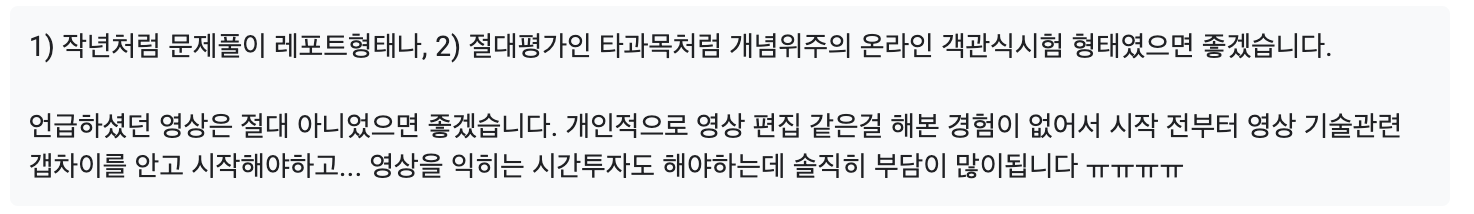 1) 작년처럼 문제풀이 레포트형태나, 2) 절대평가인 타과목처럼 개념위주의 온라인 객관식시험 형태였으면 좋겠습니다.
언급하셨던 영상은 절대 아니었으면 좋겠습니다. 개인적으로 영상 편집 같은걸 해본 경험이 없어서 시작 전부터 영상 기술관련
갭차이를 안고 시작해야하고... 영상을 익히는 시간투자도 해야하는데 솔직히 부담이 많이됩니다 ㅠㅠㅠㅠ